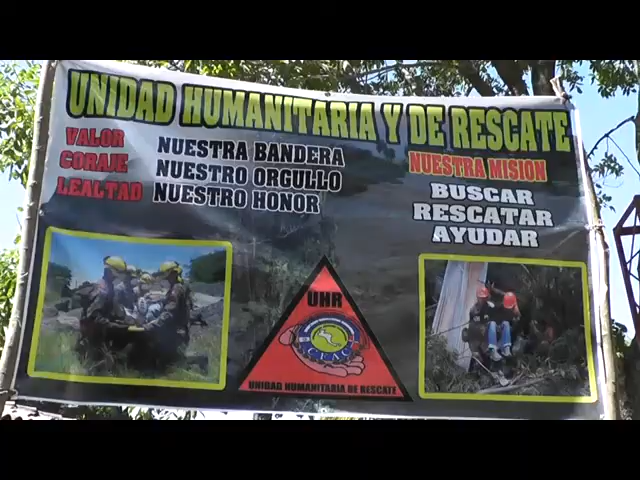 UNIDAD HUMANITARIA Y DE RESCATE
VALOR NUESTRA BANDERA
CORAJE NUESTRO ORGULLO
LEALTAD NUESTRO HONOR
NUESTRA MISION
BUSCAR
RESCATAR
AYUDAR
UHR
UNIDAD HUMANITARIA DE RESCATE